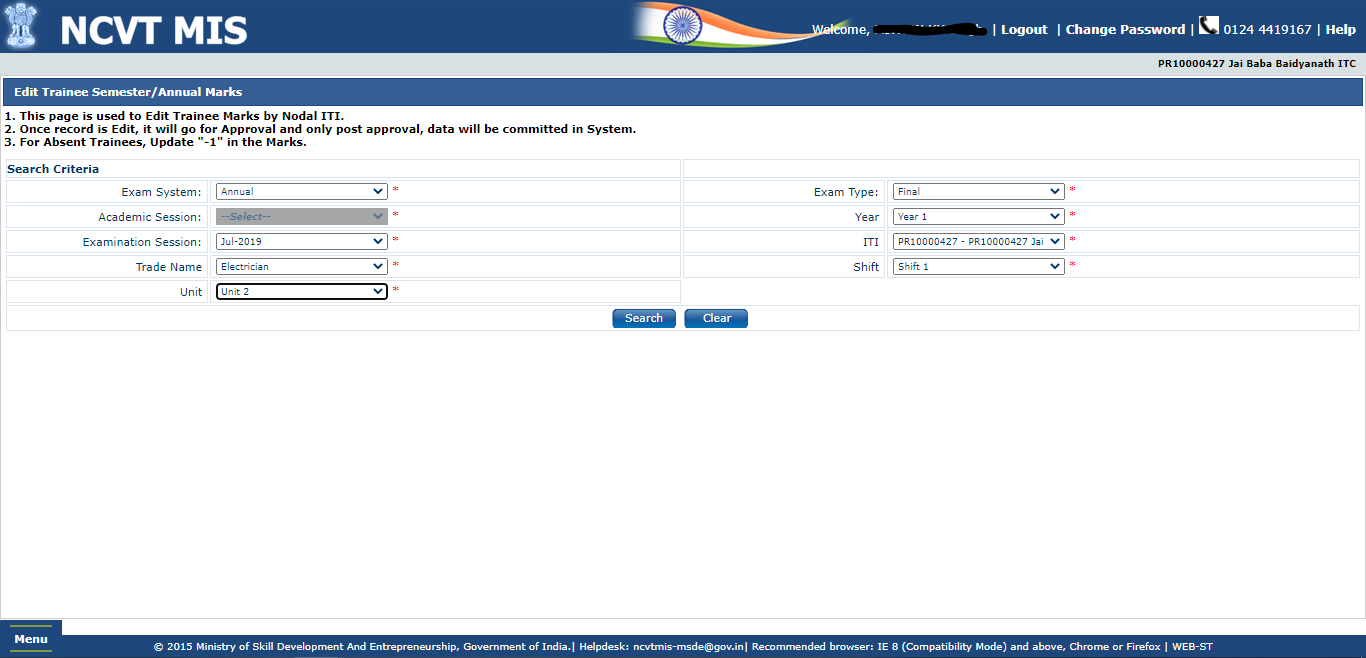 NCVT MIS
Welcome, | Logout | Change Password | 0124 4419167 | Help
PR10000427 Jai Baba Baidyanath ITC
Edit Trainee Semester/Annual Marks
1. This page is used to Edit Trainee Marks by Nodal ITI.
2. Once record is Edit, it will go for Approval and only post approval, data will be committed in System.
3. For Absent Trainees, Update "-1" in the Marks.
Search Criteria
Exam System: Annual * Exam Type: Final *
Academic Session: --Select-- * Year Year 1 *
Examination Session: Jul-2019 * ITI PR10000427 - PR10000427 Jai *
Trade Name Electrician * Shift Shift 1 *
Unit Unit 2 *
Search Clear
Menu
© 2015 Ministry of Skill Development And Entrepreneurship, Government of India.| Helpdesk: ncvtmis-msde@gov.in| Recommended browser: IE 8 (Compatibility Mode) and above, Chrome or Firefox | WEB-ST